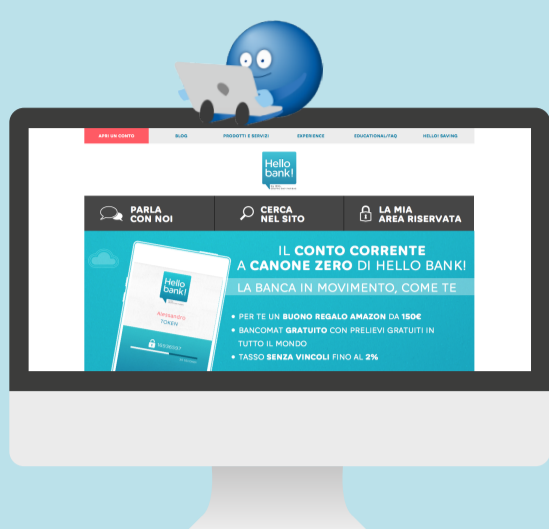 APRI UN CONTO
BLOG
PRODOTTI E SERVIZI
EXPERIENCE
EDUCATIONAL/FAQ
HELLO! SAVING
Hello
bank!
PARLA
CON NOI
CERCA
NEL SITO
LA MIA
AREA RISERVATA
IL CONTO CORRENTE
A CANONE ZERO DI HELLO BANK!
LA BANCA IN MOVIMENTO, COME TE
• PER TE UN BUONO REGALO AMAZON DA 150€
• BANCOMAT GRATUITO CON PRELIEVI GRATUITI IN
TUTTO IL MONDO
• TASSO SENZA VINCOLI FINO AL 2%
Hello
bank!
Alessandro
TOKEN